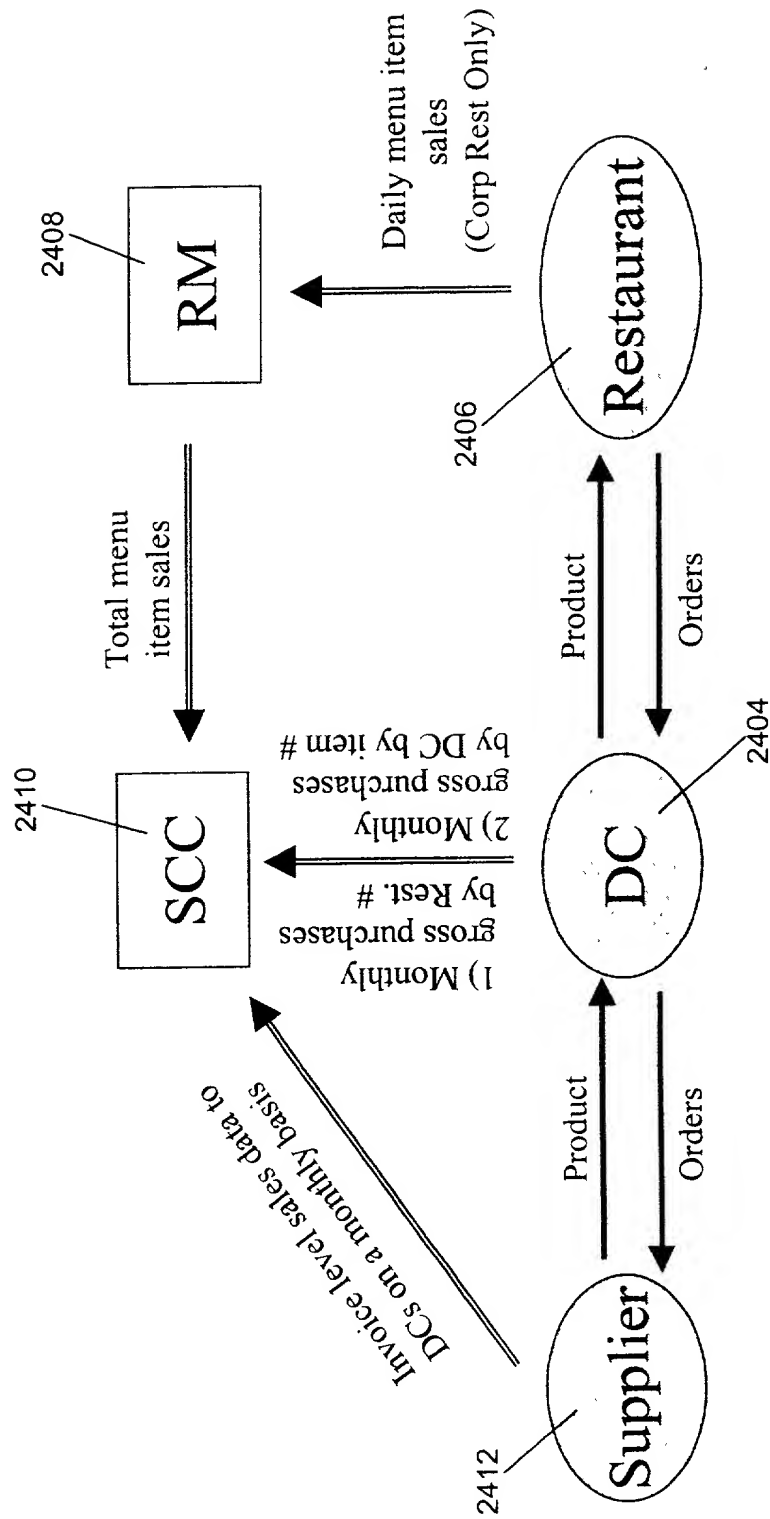 2408
RM
2410
SCC
Total menu
item sales
Daily menu item
sales
(Corp Rest Only)
Invoice level sales data to
DCs on a monthly basis
1) Monthly
gross purchases
by Rest. #
2) Monthly
gross purchases
by DC by item #
2412
Supplier
Product
Orders
DC
2404
Product
Orders
2406
Restaurant